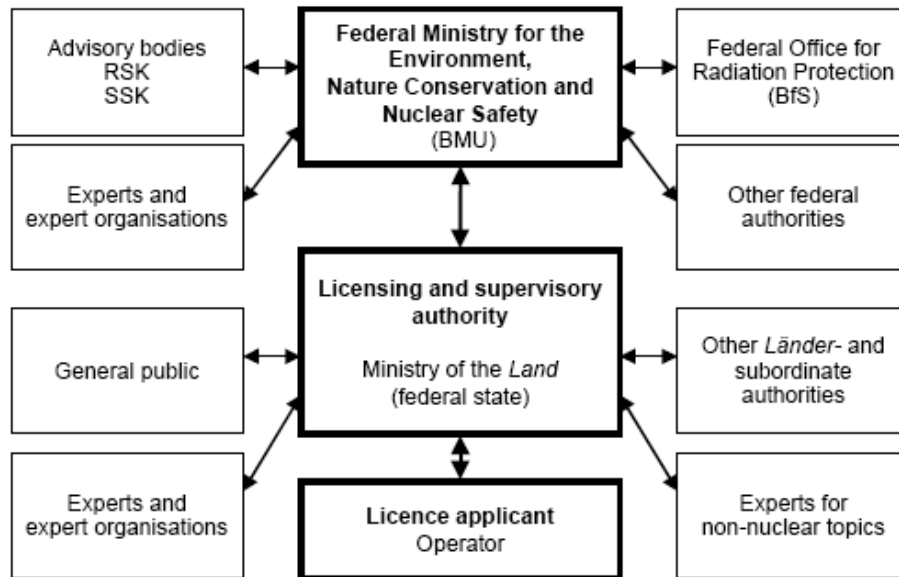 Advisory bodies
RSK
SSK
Federal Ministry for the
Environment,
Nature Conservation and
Nuclear Safety
(BMU)
Federal Office for
Radiation Protection
(BfS)
Experts and
expert organisations
Other federal
authorities
Licensing and supervisory
authority
Ministry of the Land
(federal state)
General public
Other Länder- and
subordinate
authorities
Experts and
expert organisations
Licence applicant
Operator
Experts for
non-nuclear topics